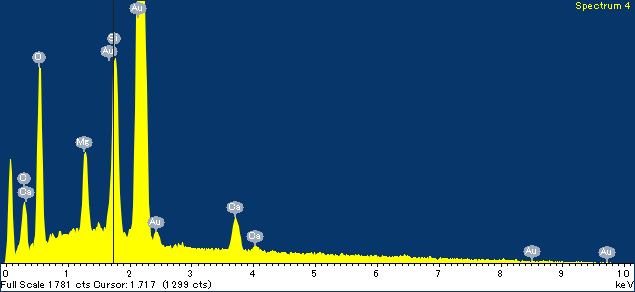 Spectrum 4
Au
Si
Au
O
Mg
C
Ca
Au
Ca
Ca
Au
Au
0 1 2 3 4 5 6 7 8 9 10
Full Scale 1781 cts Cursor: 1.717 (1299 cts) keV